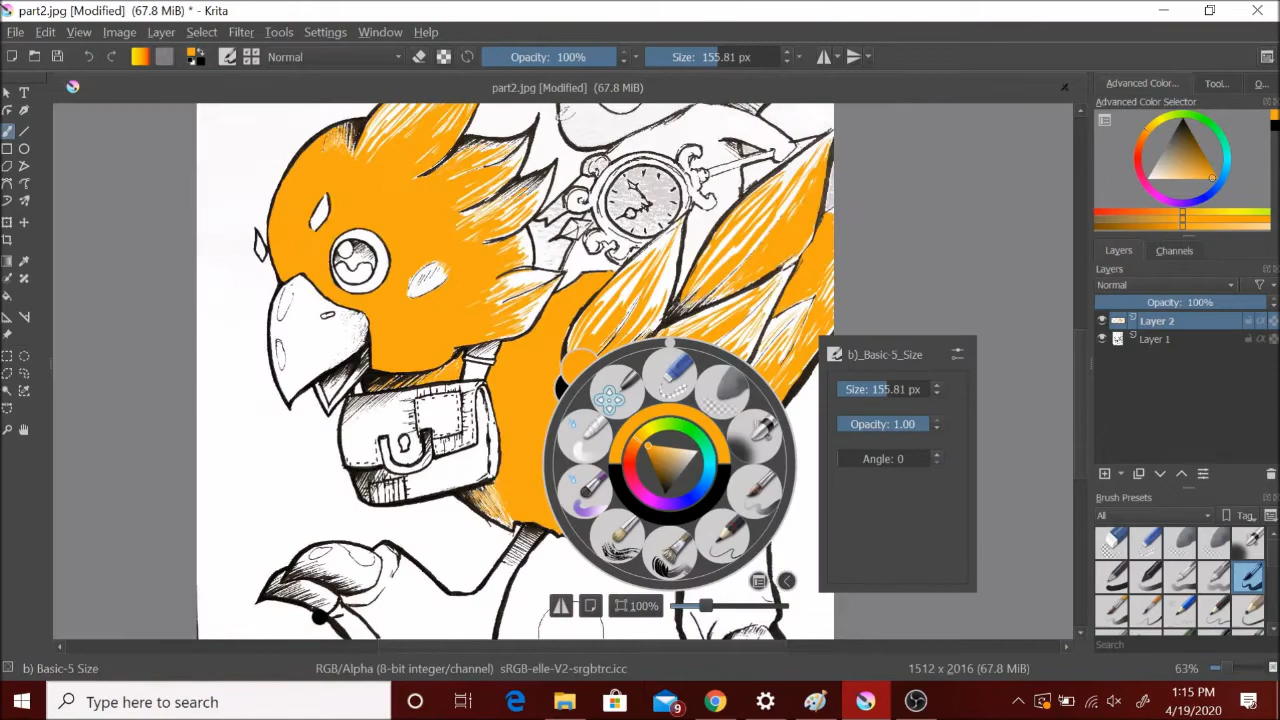 part2.jpg [Modified]  (67.8 MiB) * - Krita
File Edit View Image Layer Select Filter Tools Settings Window Help
Normal Opacity: 100% Size: 155.81 px
part2.jpg [Modified] (67.8 MiB)
Advanced Color... Tool... O...
Advanced Color Selector
Layers Channels
Layers
Normal
Opacity: 100%
Layer 2
Layer 1
b)_Basic-5_Size
Size: 155.81 px
Opacity: 1.00
Angle: 0
100%
Brush Presets
All Tag
Search
b) Basic-5 Size RGB/Alpha (8-bit integer/channel) sRGB-elle-V2-srgbtrc.icc 1512 x 2016 (67.8 MiB) 63%
Type here to search 9 1:15 PM
4/19/2020